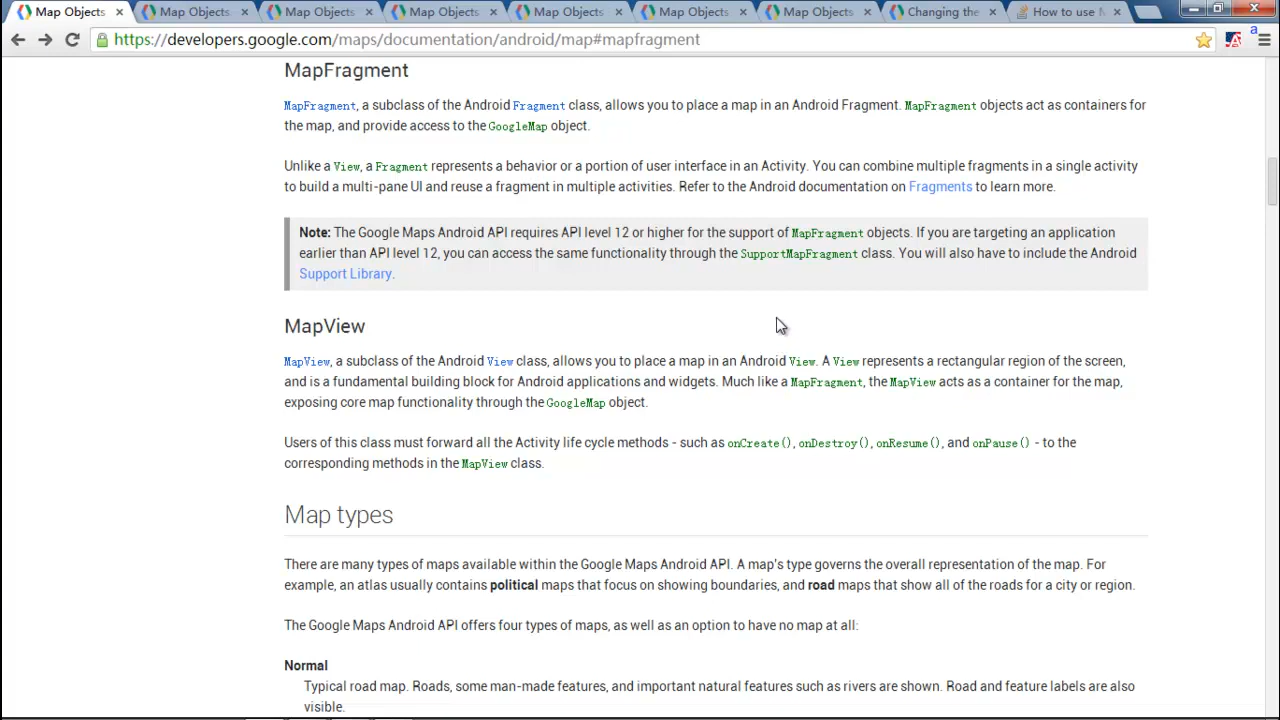 Map Objects
Map Objects
Map Objects
Map Objects
Map Objects
Map Objects
Map Objects
Changing the
How to use
https://developers.google.com/maps/documentation/android/map#mapfragment
MapFragment
MapFragment, a subclass of the Android Fragment class, allows you to place a map in an Android Fragment. MapFragment objects act as containers for
the map, and provide access to the GoogleMap object.
Unlike a View, a Fragment represents a behavior or a portion of user interface in an Activity. You can combine multiple fragments in a single activity
to build a multi-pane UI and reuse a fragment in multiple activities. Refer to the Android documentation on Fragments to learn more.
Note: The Google Maps Android API requires API level 12 or higher for the support of MapFragment objects. If you are targeting an application
earlier than API level 12, you can access the same functionality through the SupportMapFragment class. You will also have to include the Android
Support Library.
MapView
MapView, a subclass of the Android View class, allows you to place a map in an Android View. A View represents a rectangular region of the screen,
and is a fundamental building block for Android applications and widgets. Much like a MapFragment, the MapView acts as a container for the map,
exposing core map functionality through the GoogleMap object.
Users of this class must forward all the Activity life cycle methods - such as onCreate(), onDestroy(), onResume(), and onPause() - to the
corresponding methods in the MapView class.
Map types
There are many types of maps available within the Google Maps Android API. A map's type governs the overall representation of the map. For
example, an atlas usually contains political maps that focus on showing boundaries, and road maps that show all of the roads for a city or region.
The Google Maps Android API offers four types of maps, as well as an option to have no map at all:
Normal
Typical road map. Roads, some man-made features, and important natural features such as rivers are shown. Road and feature labels are also
visible.